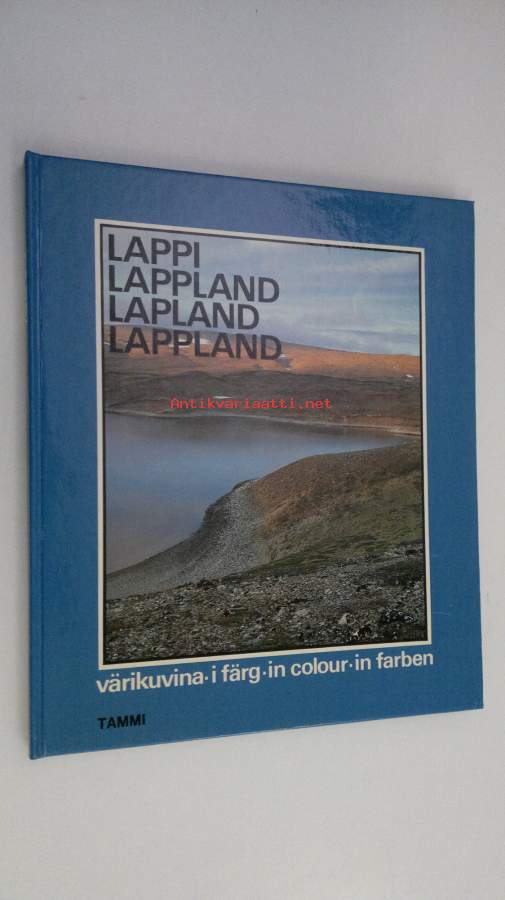 LAPPI
LAPPLAND
LAPLAND
LAPPLAND
Antikvariaatti.net
värikuvina·i färg·in colour·in farben
TAMMI